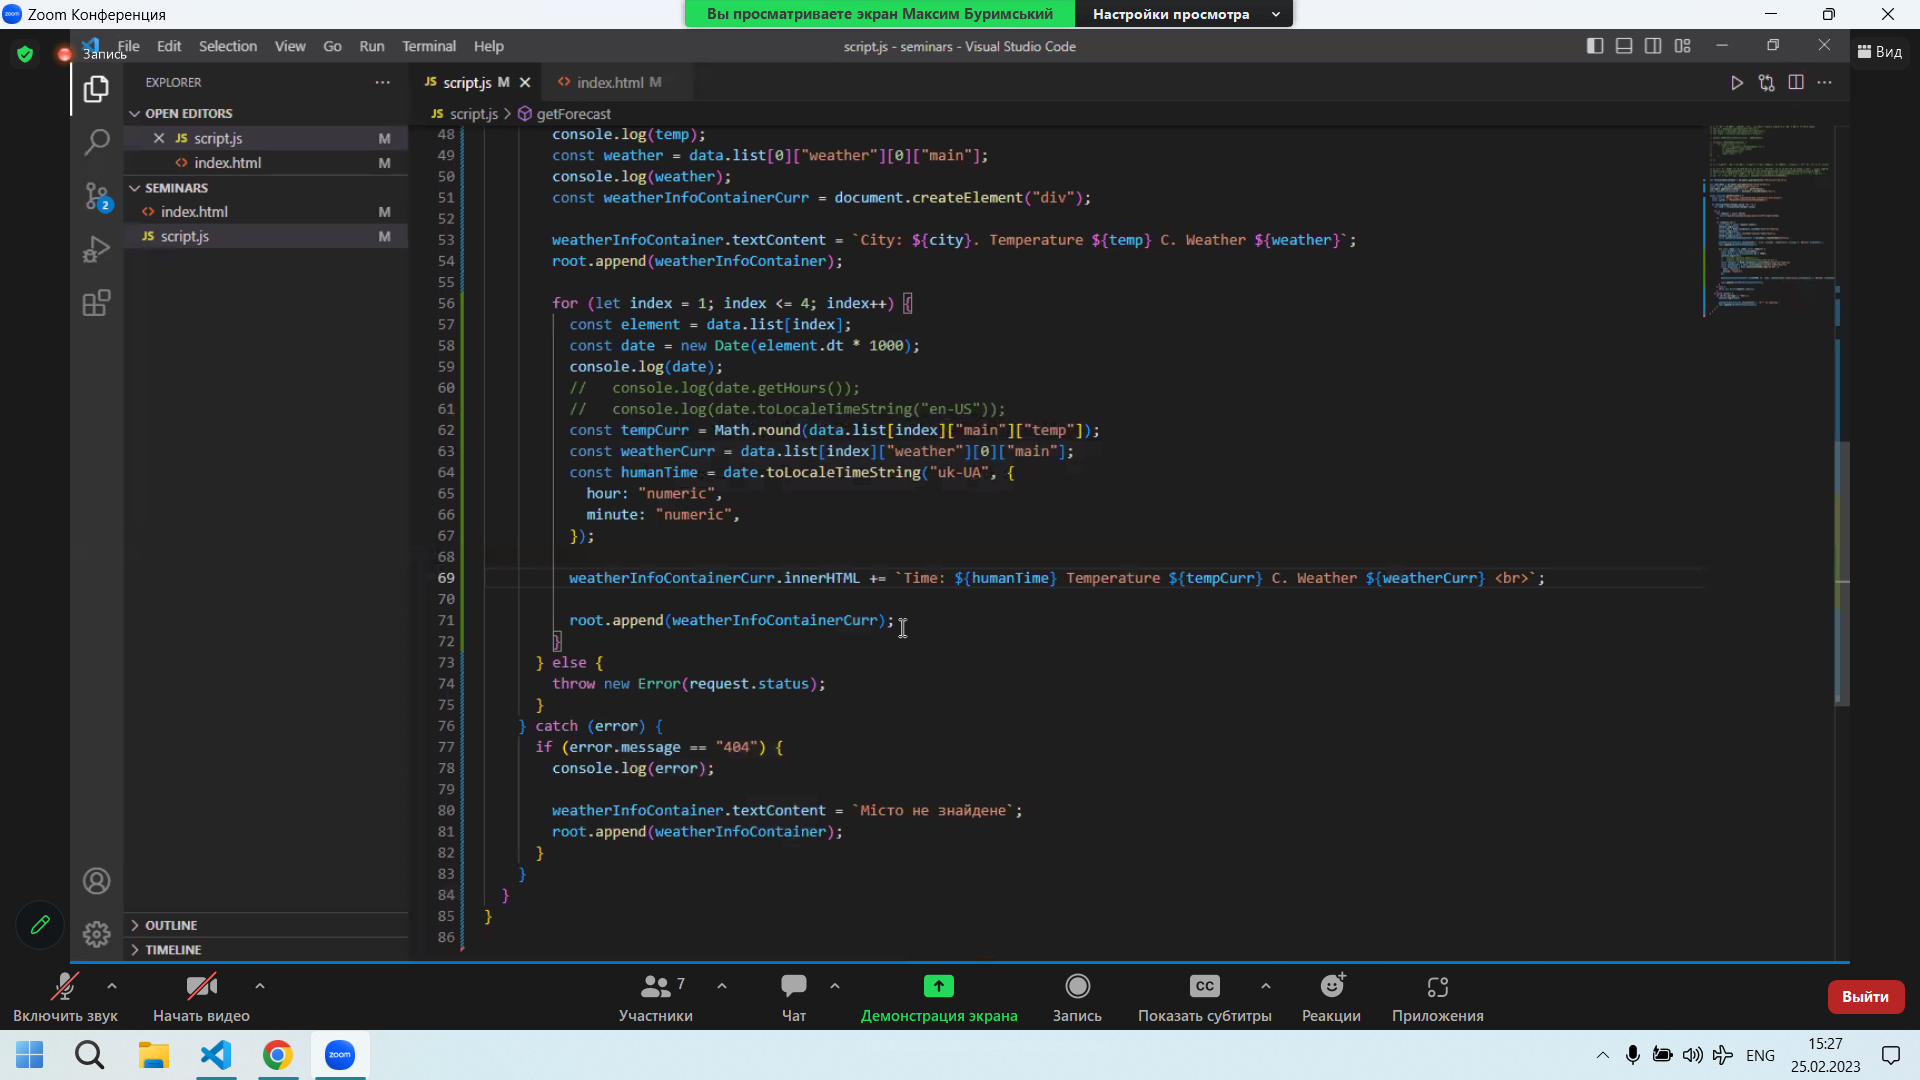 Zoom Конференция
Вы просматриваете экран Максим Буримський
Настройки просмотра
Запись
File Edit Selection View Go Run Terminal Help
script.js - seminars - Visual Studio Code
Вид
EXPLORER
JS script.js M
index.html M
OPEN EDITORS
JS script.js M
index.html M
SEMINARS
index.html M
JS script.js M
2
OUTLINE
TIMELINE
JS script.js > getForecast
48 console.log(temp);
49 const weather = data.list[0]["weather"][0]["main"];
50 console.log(weather);
51 const weatherInfoContainerCurr = document.createElement("div");
52
53 weatherInfoContainer.textContent = `City: ${city}. Temperature ${temp} C. Weather ${weather}`;
54 root.append(weatherInfoContainer);
55
56 for (let index = 1; index <= 4; index++) {
57 const element = data.list[index];
58 const date = new Date(element.dt * 1000);
59 console.log(date);
60 // console.log(date.getHours());
61 // console.log(date.toLocaleTimeString("en-US"));
62 const tempCurr = Math.round(data.list[index]["main"]["temp"]);
63 const weatherCurr = data.list[index]["weather"][0]["main"];
64 const humanTime = date.toLocaleTimeString("uk-UA", {
65 hour: "numeric",
66 minute: "numeric",
67 });
68
69 weatherInfoContainerCurr.innerHTML += `Time: ${humanTime} Temperature ${tempCurr} C. Weather ${weatherCurr} <br>`;
70
71 root.append(weatherInfoContainerCurr);
72 }
73 } else {
74 throw new Error(request.status);
75 }
76 } catch (error) {
77 if (error.message == "404") {
78 console.log(error);
79
80 weatherInfoContainer.textContent = `Місто не знайдене`;
81 root.append(weatherInfoContainer);
82 }
83 }
84 }
85 }
86
Включить звук
Начать видео
7
Участники
Чат
Демонстрация экрана
Запись
CC
Показать субтитры
Реакции
Приложения
Выйти
zoom
ENG
15:27
25.02.2023